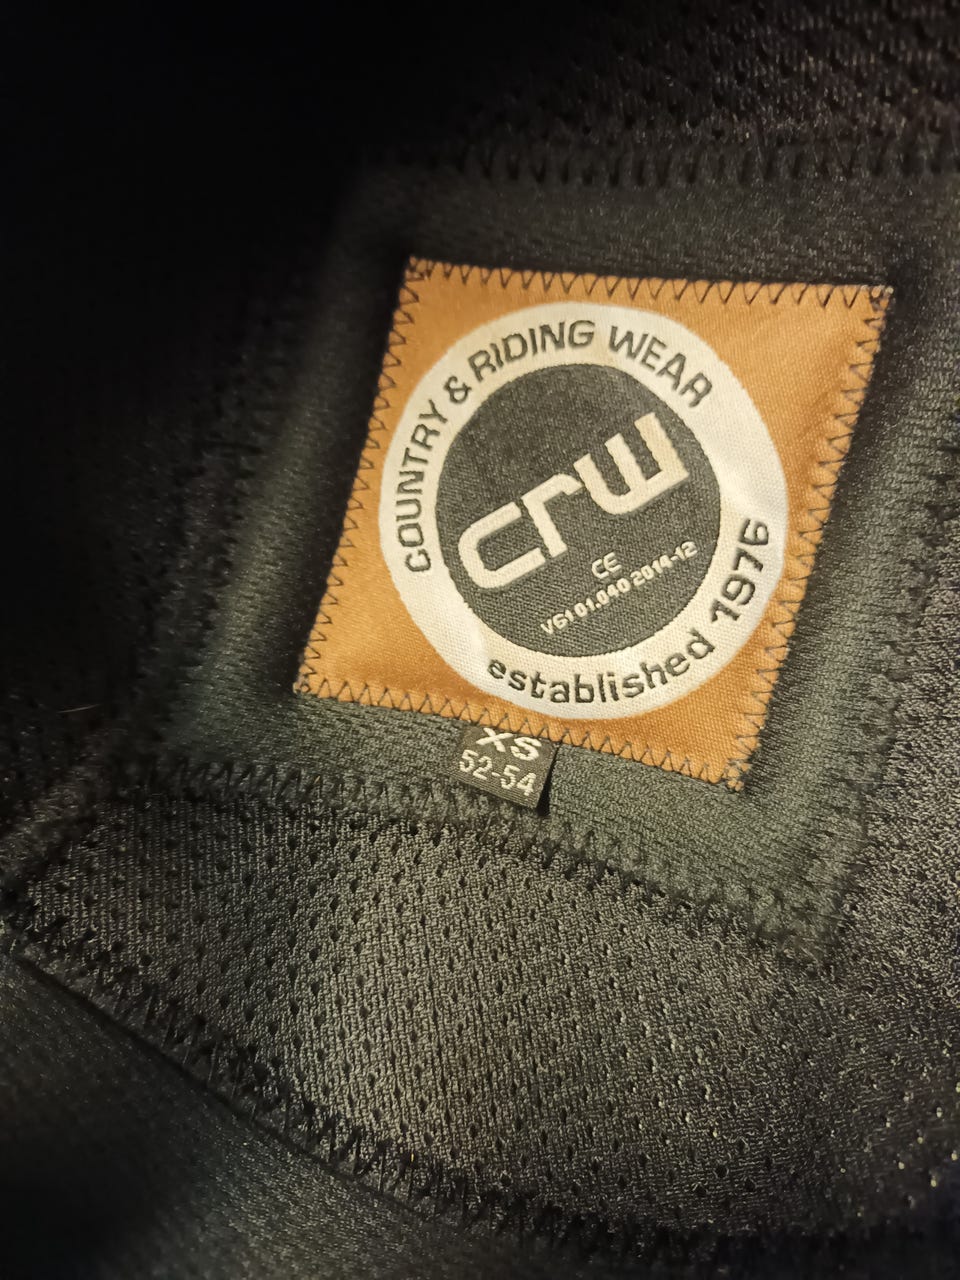 COUNTRY & RIDING WEAR
crw
CE
VG1 01.040 2014-12
established 1976
XS
52-54